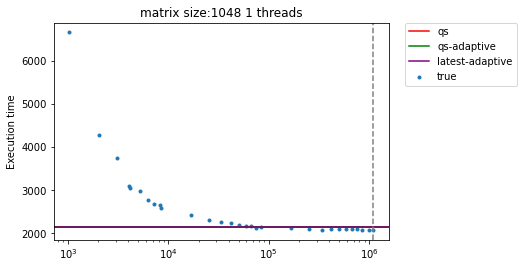 matrix size:1048 1 threads
Execution time
6000
5000
4000
3000
2000
10³
10⁴
10⁵
10⁶
qs
qs-adaptive
latest-adaptive
true